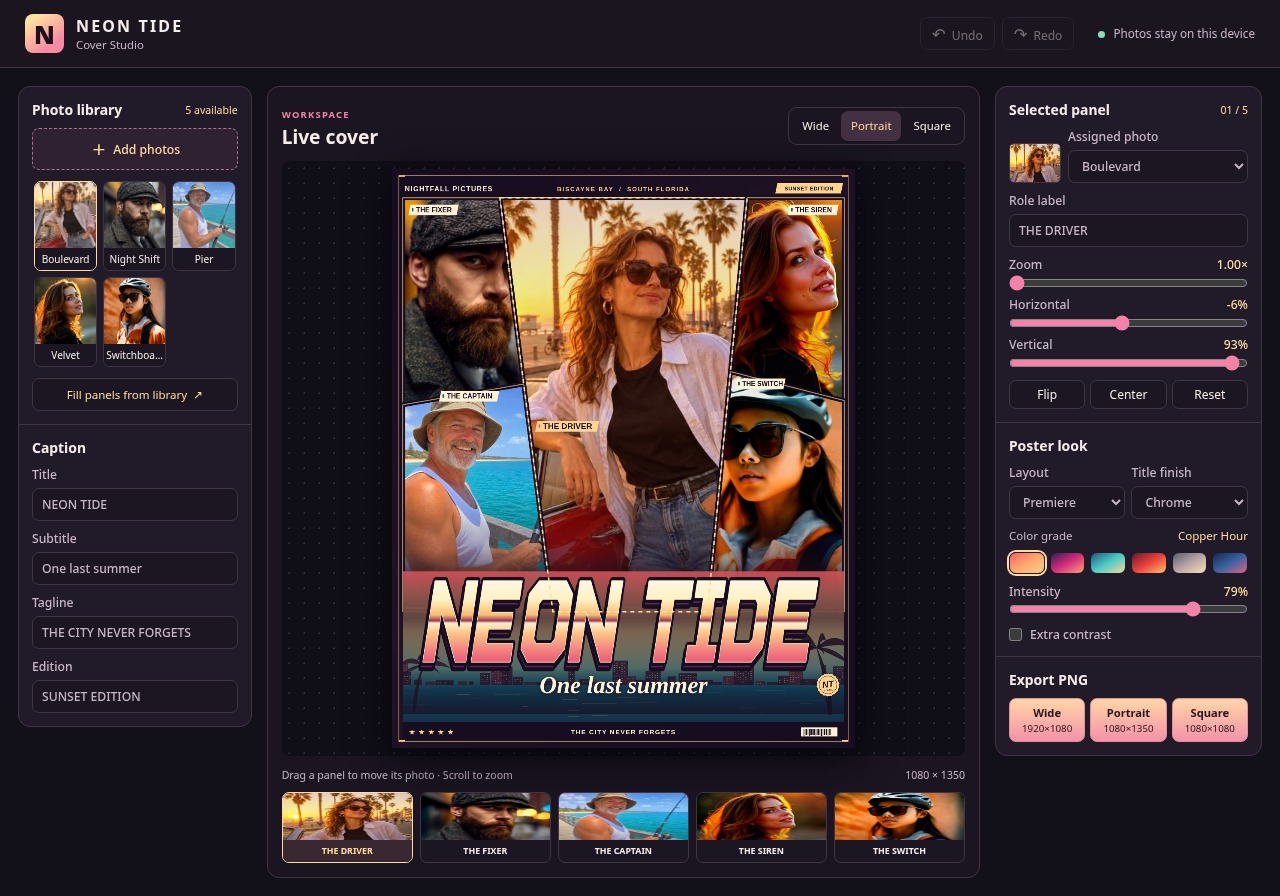 N
NEON TIDE
Cover Studio
↶ Undo
↷ Redo
Photos stay on this device
Photo library
5 available
+ Add photos
Boulevard
Night Shift
Pier
Velvet
Switchboa…
Fill panels from library ↗
Caption
Title
NEON TIDE
Subtitle
One last summer
Tagline
THE CITY NEVER FORGETS
Edition
SUNSET EDITION
WORKSPACE
Live cover
Wide
Portrait
Square
NIGHTFALL PICTURES
BISCAYNE BAY / SOUTH FLORIDA
SUNSET EDITION
THE FIXER
THE SIREN
THE SWITCH
THE CAPTAIN
THE DRIVER
NEON TIDE
One last summer
NT
★ ★ ★ ★ ★
THE CITY NEVER FORGETS
Drag a panel to move its photo · Scroll to zoom
1080 × 1350
THE DRIVER
THE FIXER
THE CAPTAIN
THE SIREN
THE SWITCH
Selected panel
01 / 5
Assigned photo
Boulevard
Role label
THE DRIVER
Zoom
1.00×
Horizontal
-6%
Vertical
93%
Flip
Center
Reset
Poster look
Layout
Title finish
Premiere
Chrome
Color grade
Copper Hour
Intensity
79%
Extra contrast
Export PNG
Wide
1920×1080
Portrait
1080×1350
Square
1080×1080